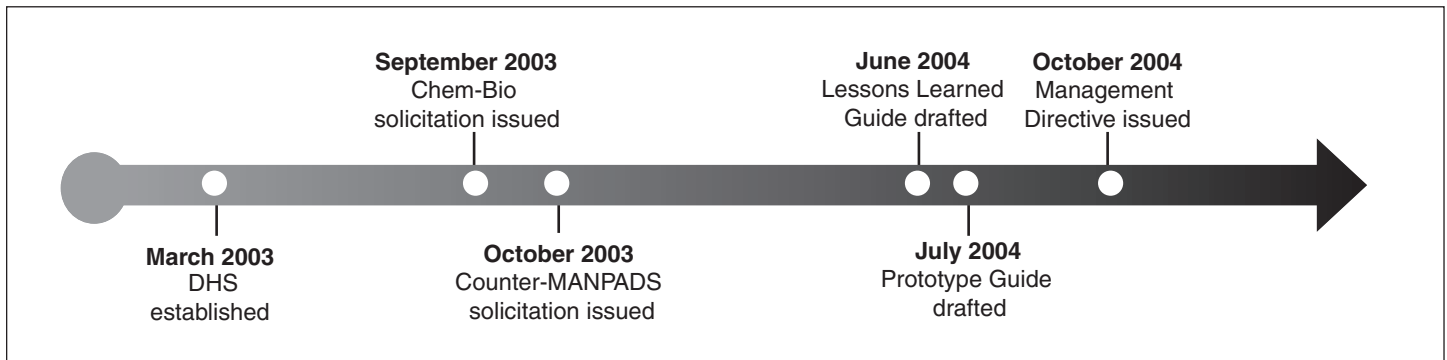 March 2003
DHS
established
September 2003
Chem-Bio
solicitation issued
October 2003
Counter-MANPADS
solicitation issued
June 2004
Lessons Learned
Guide drafted
July 2004
Prototype Guide
drafted
October 2004
Management
Directive issued